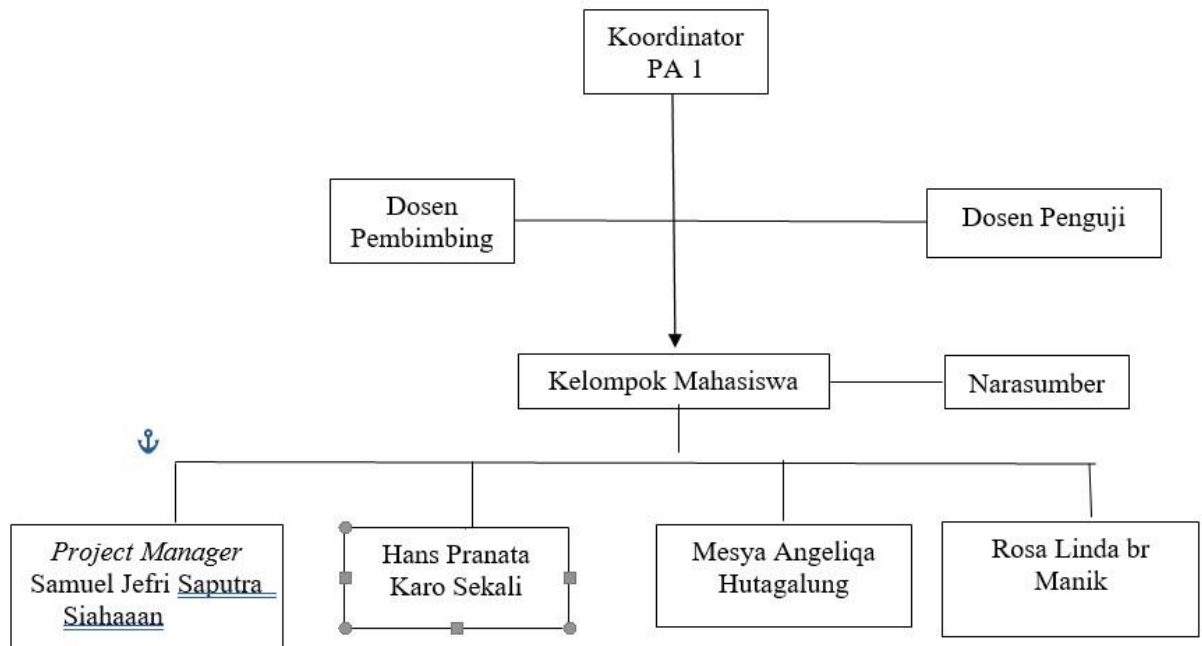 Koordinator
PA 1
Dosen
Pembimbing
Dosen Penguji
Kelompok Mahasiswa
Narasumber
Project Manager
Samuel Jefri Saputra
Siahaaan
Hans Pranata
Karo Sekali
Mesya Angeliqa
Hutagalung
Rosa Linda br
Manik